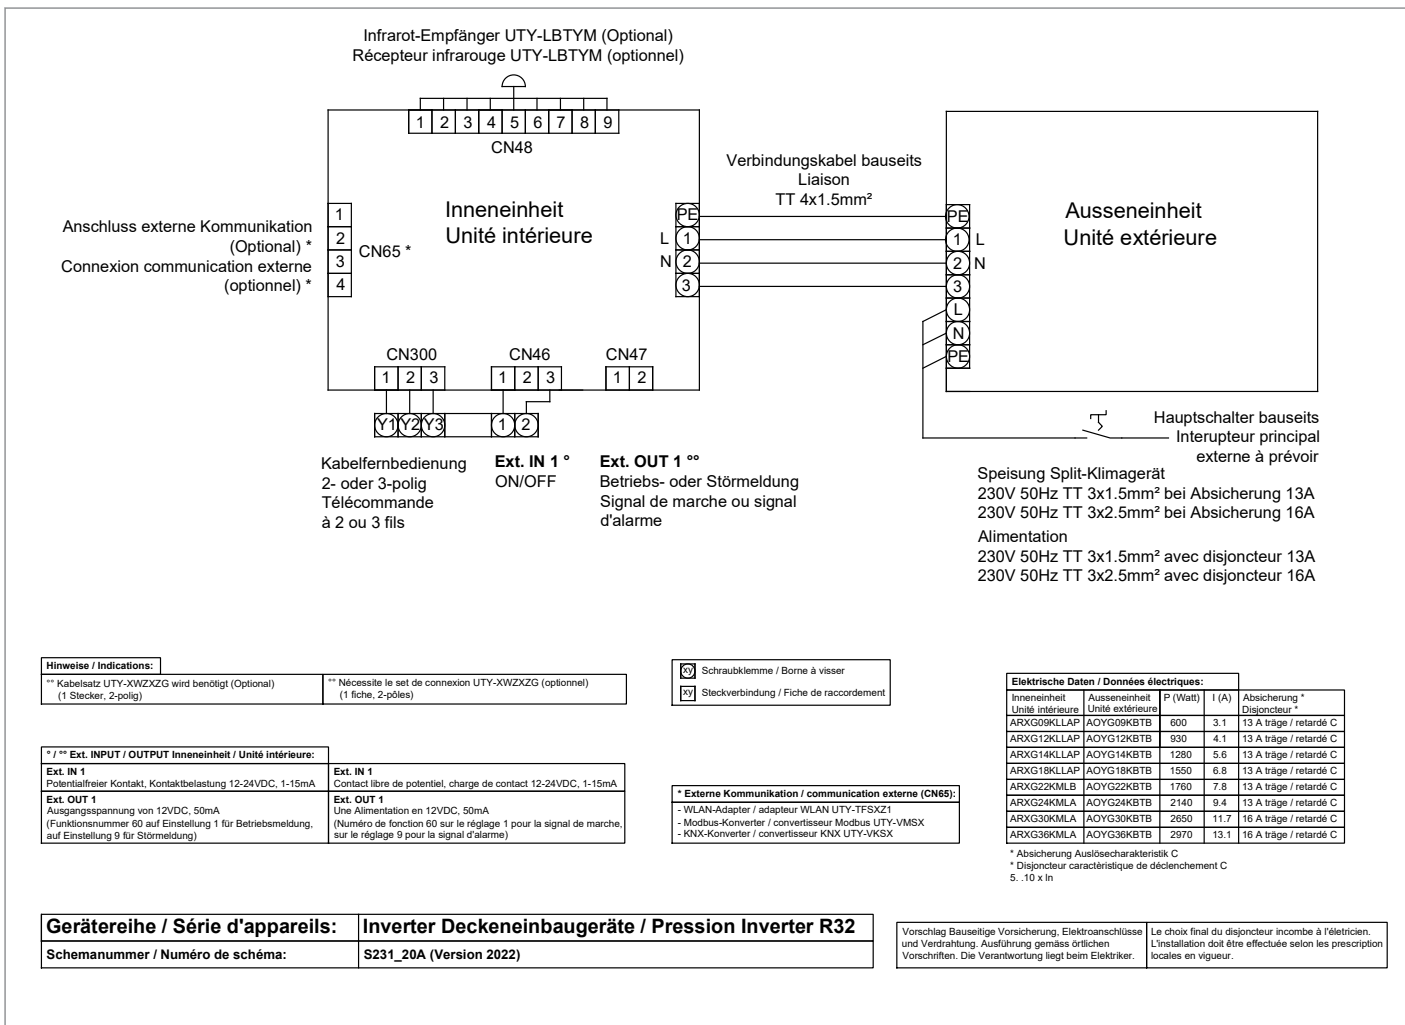 Infrarot-Empfänger UTY-LBTYM (Optional)
Récepteur infrarouge UTY-LBTYM (optionnel)
1 2 3 4 5 6 7 8 9
CN48
Inneneinheit
Unité intérieure
Anschluss externe Kommunikation
(Optional) *
Connexion communication externe
(optionnel) *
1
2
3
4
CN65 *
PE
L 1
N 2
3
Verbindungskabel bauseits
Liaison
TT 4x1.5mm²
Ausseneinheit
Unité extérieure
PE
1 L
2 N
3
L
N
PE
CN300
1 2 3
CN46
1 2 3
CN47
1 2
Y1 Y2 Y3
1 2
Kabelfernbedienung
2- oder 3-polig
Télécommande
à 2 ou 3 fils
Ext. IN 1 °
ON/OFF
Ext. OUT 1 °°
Betriebs- oder Störmeldung
Signal de marche ou signal
d'alarme
Hauptschalter bauseits
Interupteur principal
externe à prévoir
Speisung Split-Klimagerät
230V 50Hz TT 3x1.5mm² bei Absicherung 13A
230V 50Hz TT 3x2.5mm² bei Absicherung 16A
Alimentation
230V 50Hz TT 3x1.5mm² avec disjoncteur 13A
230V 50Hz TT 3x2.5mm² avec disjoncteur 16A
Hinweise / Indications:
°° Kabelsatz UTY-XWZXZG wird benötigt (Optional)
(1 Stecker, 2-polig)
°° Nécessite le set de connexion UTY-XWZXZG (optionnel)
(1 fiche, 2-pôles)
xy Schraubklemme / Borne à visser
xy Steckverbindung / Fiche de raccordement
° / °° Ext. INPUT / OUTPUT Inneneinheit / Unité intérieure:
Ext. IN 1
Potentialfreier Kontakt, Kontaktbelastung 12-24VDC, 1-15mA
Ext. IN 1
Contact libre de potentiel, charge de contact 12-24VDC, 1-15mA
Ext. OUT 1
Ausgangsspannung von 12VDC, 50mA
(Funktionsnummer 60 auf Einstellung 1 für Betriebsmeldung,
auf Einstellung 9 für Störmeldung)
Ext. OUT 1
Une Alimentation en 12VDC, 50mA
(Numéro de fonction 60 sur le réglage 1 pour la signal de marche,
sur le réglage 9 pour la signal d'alarme)
* Externe Kommunikation / communication externe (CN65):
- WLAN-Adapter / adapteur WLAN UTY-TFSXZ1
- Modbus-Konverter / convertisseur Modbus UTY-VMSX
- KNX-Konverter / convertisseur KNX UTY-VKSX
Elektrische Daten / Données électriques:
Inneneinheit Ausseneinheit P (Watt) I (A) Absicherung *
Unité intérieure Unité extérieure Disjoncteur *
ARXG09KLLAP AOYG09KBTB 600 3.1 13 A träge / retardé C
ARXG12KLLAP AOYG12KBTB 930 4.1 13 A träge / retardé C
ARXG14KLLAP AOYG14KBTB 1280 5.6 13 A träge / retardé C
ARXG18KLLAP AOYG18KBTB 1550 6.8 13 A träge / retardé C
ARXG22KMLB AOYG22KBTB 1760 7.8 13 A träge / retardé C
ARXG24KMLA AOYG24KBTB 2140 9.4 13 A träge / retardé C
ARXG30KMLA AOYG30KBTB 2650 11.7 16 A träge / retardé C
ARXG36KMLA AOYG36KBTB 2970 13.1 16 A träge / retardé C
* Absicherung Auslösecharakteristik C
* Disjoncteur caractèristique de déclenchement C
5. .10 x In
Gerätereihe / Série d'appareils: Inverter Deckeneinbaugeräte / Pression Inverter R32
Schemanummer / Numéro de schéma: S231_20A (Version 2022)
Vorschlag Bauseitige Vorsicherung, Elektroanschlüsse
und Verdrahtung. Ausführung gemäss örtlichen
Vorschriften. Die Verantwortung liegt beim Elektriker.
Le choix final du disjoncteur incombe à l'életricien.
L'installation doit être effectuée selon les prescription
locales en vigueur.